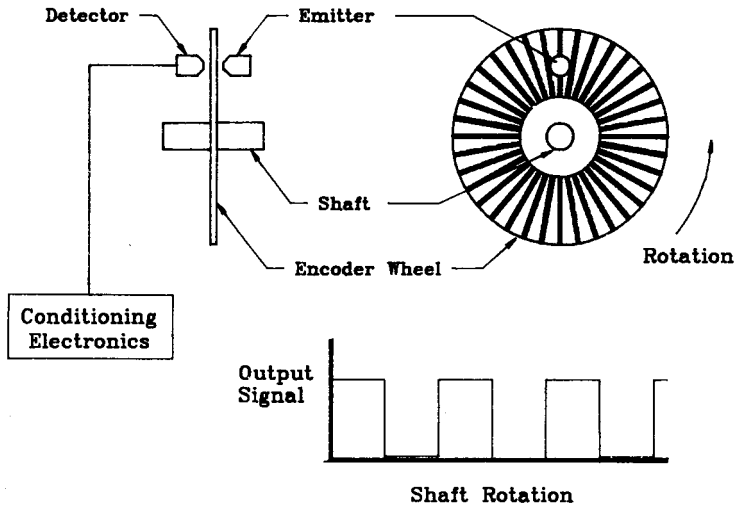 Detector
Emitter
Shaft
Encoder Wheel
Rotation
Conditioning
Electronics
Output
Signal
Shaft Rotation